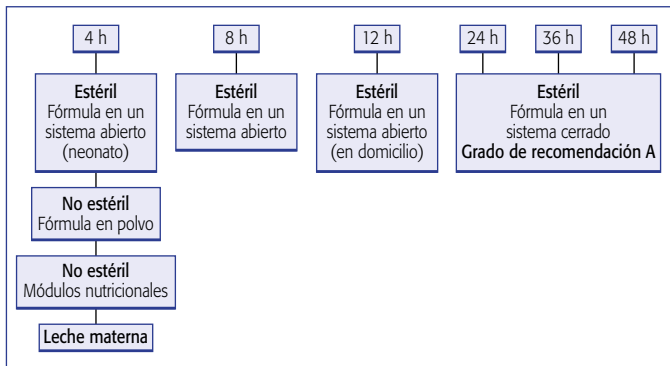 4 h
8 h
12 h
24 h
36 h
48 h
Estéril
Fórmula en un
sistema abierto
(neonato)
Estéril
Fórmula en un
sistema abierto
Estéril
Fórmula en un
sistema abierto
(en domicilio)
Estéril
Fórmula en un
sistema cerrado
Grado de recomendación A
No estéril
Fórmula en polvo
No estéril
Módulos nutricionales
Leche materna